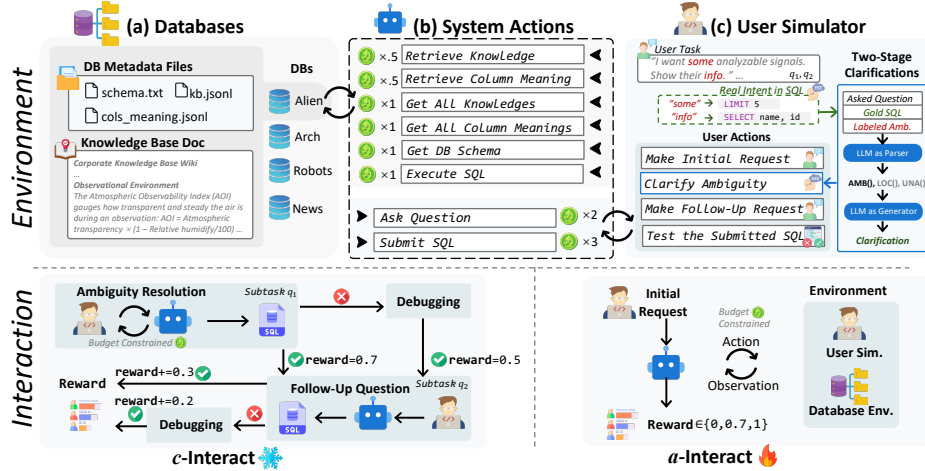 Environment
(a) Databases
DB Metadata Files
schema.txt
kb.jsonl
cols_meaning.jsonl
Knowledge Base Doc
Corporate Knowledge Base Wiki
...
Observational Environment
The Atmospheric Observability Index (AOI)
gauges how transparent and steady the air is
during an observation: AOI = Atmospheric
transparency × (1 – Relative humidify/100) ...
DBs
Alien
Arch
Robots
News
(b) System Actions
×.5 Retrieve Knowledge
×.5 Retrieve Column Meaning
×1 Get All Knowledges
×1 Get All Column Meanings
×1 Get DB Schema
×1 Execute SQL
Ask Question ×2
Submit SQL ×3
(c) User Simulator
User Task
"I want some analyzable signals.
Show their info. " ... q1, q2
Real Intent in SQL
"some" → LIMIT 5
"info" → SELECT name, id
User Actions
Make Initial Request
Clarify Ambiguity
Make Follow-Up Request
Test the Submitted SQL
Two-Stage
Clarifications
Asked Question
Gold SQL
Labeled Amb.
LLM as Parser
AMB(), LOC(), UNA()
LLM as Generator
Clarification
Interaction
Ambiguity Resolution
Budget Constrained
Subtask q1
SQL
Debugging
reward=0.7
reward=0.5
reward+=0.3
Reward
reward+=0.2
Debugging
Follow-Up Question
Subtask q2
SQL
c-Interact
Initial
Request
Budget
Constrained
Action
Observation
Reward∈{0,0.7,1}
Environment
User Sim.
Database Env.
a-Interact